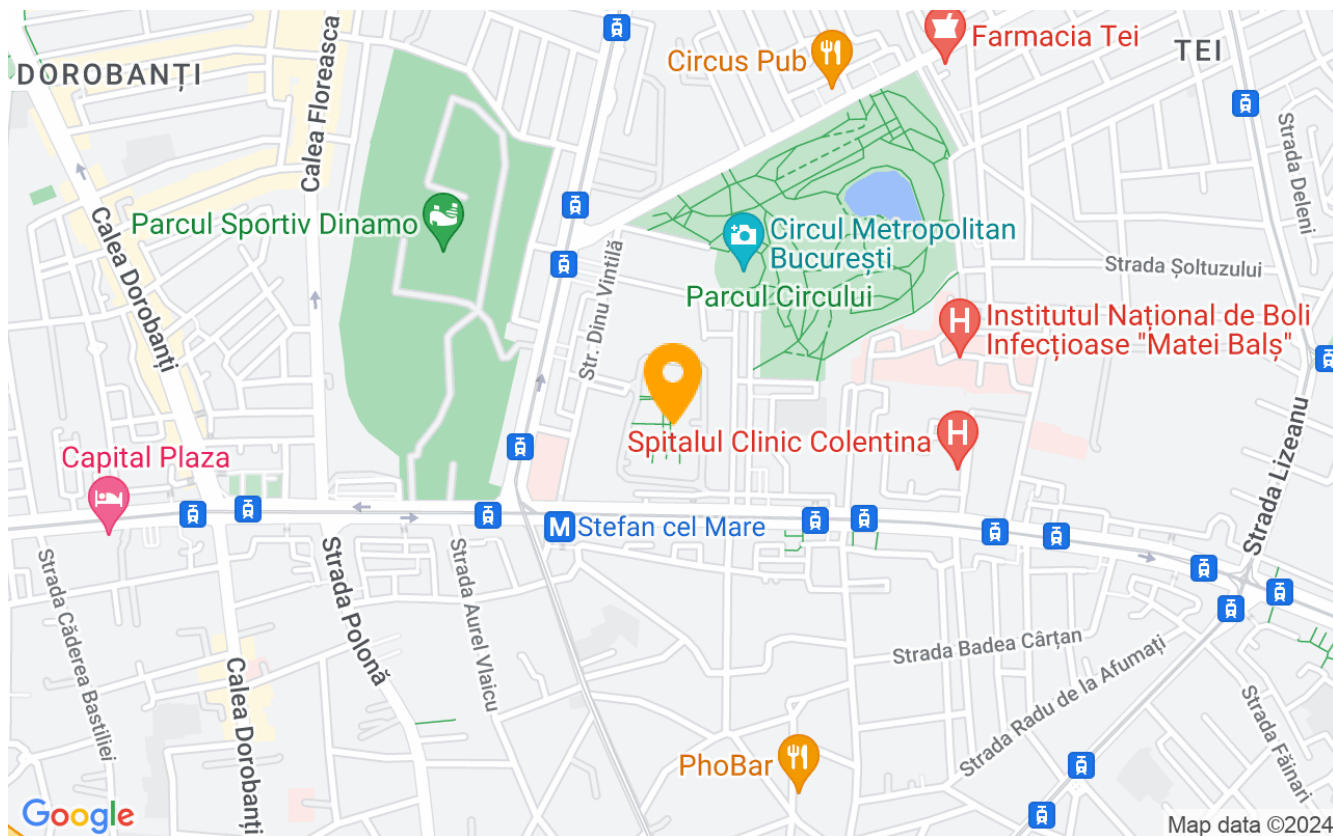 Farmacia Tei
TEI
Circus Pub
DOROBANȚI
Calea Floreasca
Strada Deleni
Parcul Sportiv Dinamo
Calea Dorobanți
Circul Metropolitan
București
Str. Dinu Vintilă
Strada Șoltuzului
Parcul Circului
H
Institutul Național de Boli
Infecțioase "Matei Balș"
Spitalul Clinic Colentina
H
Strada Lizeanu
Capital Plaza
M
Stefan cel Mare
Strada Căderea Bastiliei
Strada Polonă
Strada Aurel Vlaicu
Strada Badea Cârțan
Strada Radu de la Afumați
Calea Dorobanți
Strada Făinari
PhoBar
Google
Map data ©2024